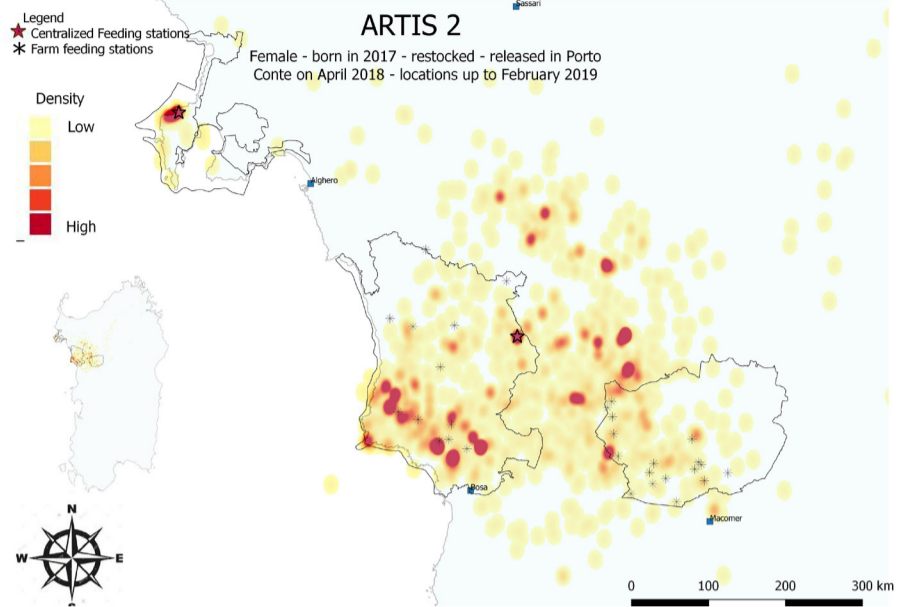 Sassari
Legend
Centralized Feeding stations
Farm feeding stations
ARTIS 2
Female - born in 2017 - restocked - released in Porto
Conte on April 2018 - locations up to February 2019
Density
Low
High
Alghero
Bosa
Macomer
N
W E
S
0 100 200 300 km